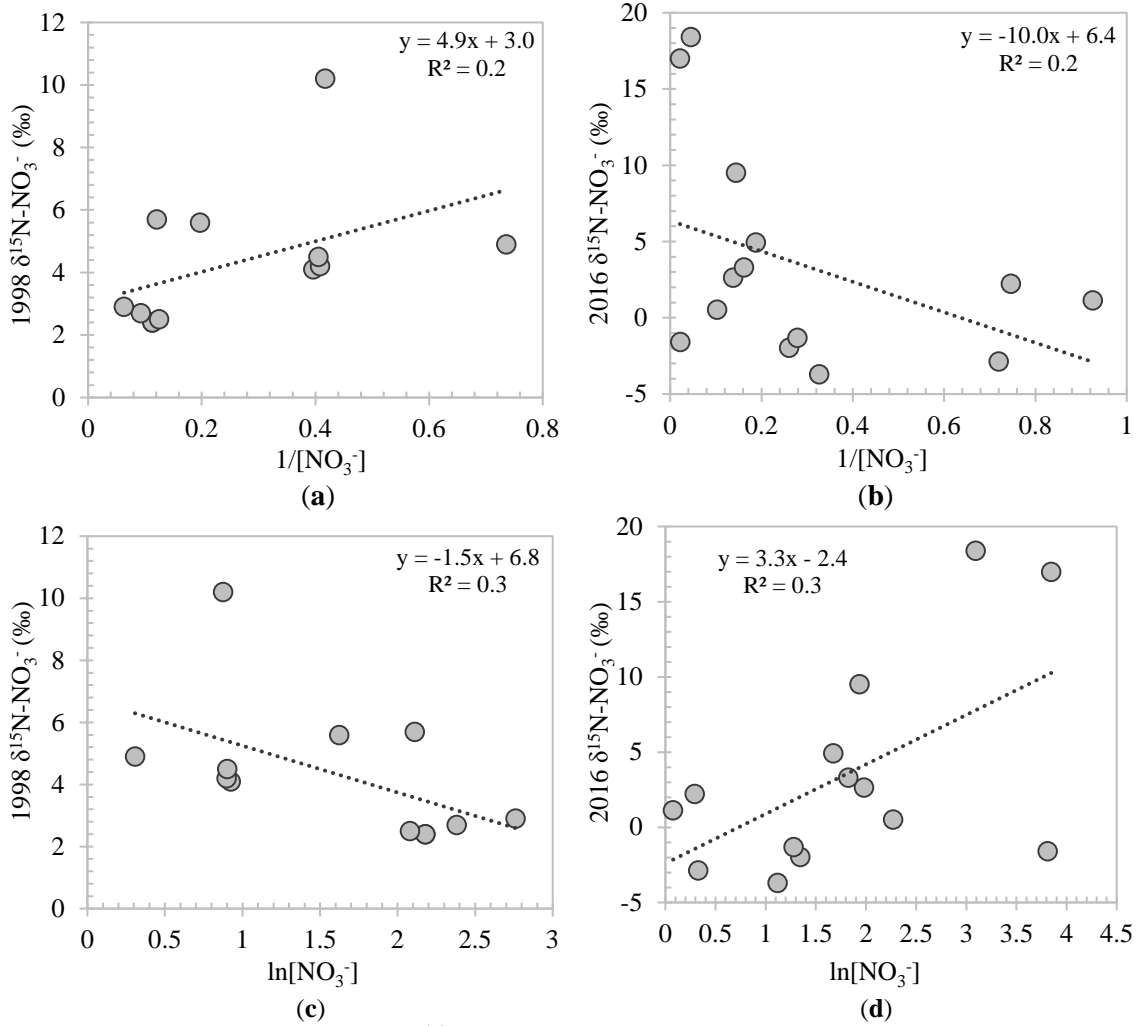 y = 4.9x + 3.0
R² = 0.2
12
10
8
6
4
2
0
0
0.2
0.4
0.6
0.8
1998 δ¹⁵N-NO₃⁻ (‰)
1/[NO₃⁻]
(a)
y = -10.0x + 6.4
R² = 0.2
20
15
10
5
0
-5
0
0.2
0.4
0.6
0.8
1
2016 δ¹⁵N-NO₃⁻ (‰)
1/[NO₃⁻]
(b)
y = -1.5x + 6.8
R² = 0.3
12
10
8
6
4
2
0
0
0.5
1
1.5
2
2.5
3
1998 δ¹⁵N-NO₃⁻ (‰)
ln[NO₃⁻]
(c)
y = 3.3x - 2.4
R² = 0.3
20
15
10
5
0
-5
0
0.5
1
1.5
2
2.5
3
3.5
4
4.5
2016 δ¹⁵N-NO₃⁻ (‰)
ln[NO₃⁻]
(d)